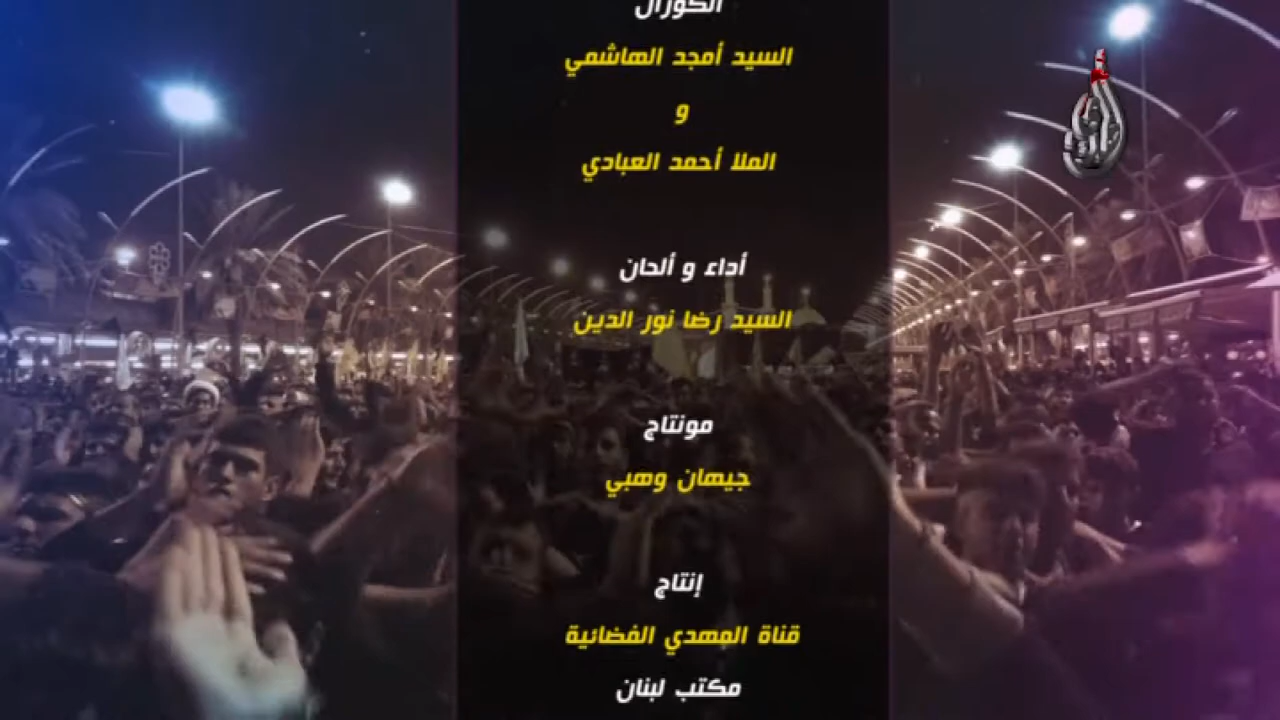 الكورال
السيد أمجد الهاشمي
و
الملا أحمد العبادي
أداء و ألحان
السيد رضا نور الدين
مونتاج
جيهان وهبي
إنتاج
قناة المهدي الفضائية
مكتب لبنان